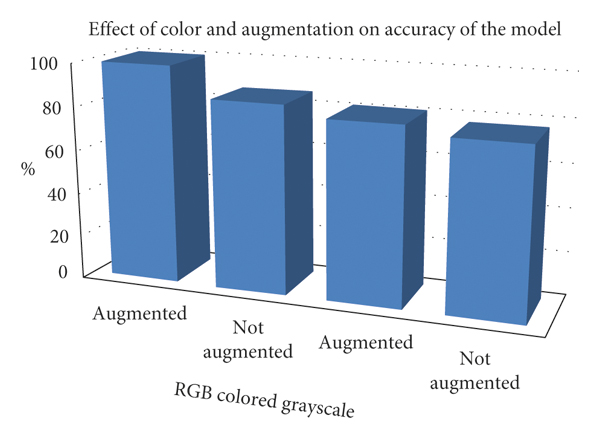 Effect of color and augmentation on accuracy of the model
100
80
60
%
40
20
0
Augmented
Not
augmented
Augmented
Not
augmented
RGB colored grayscale